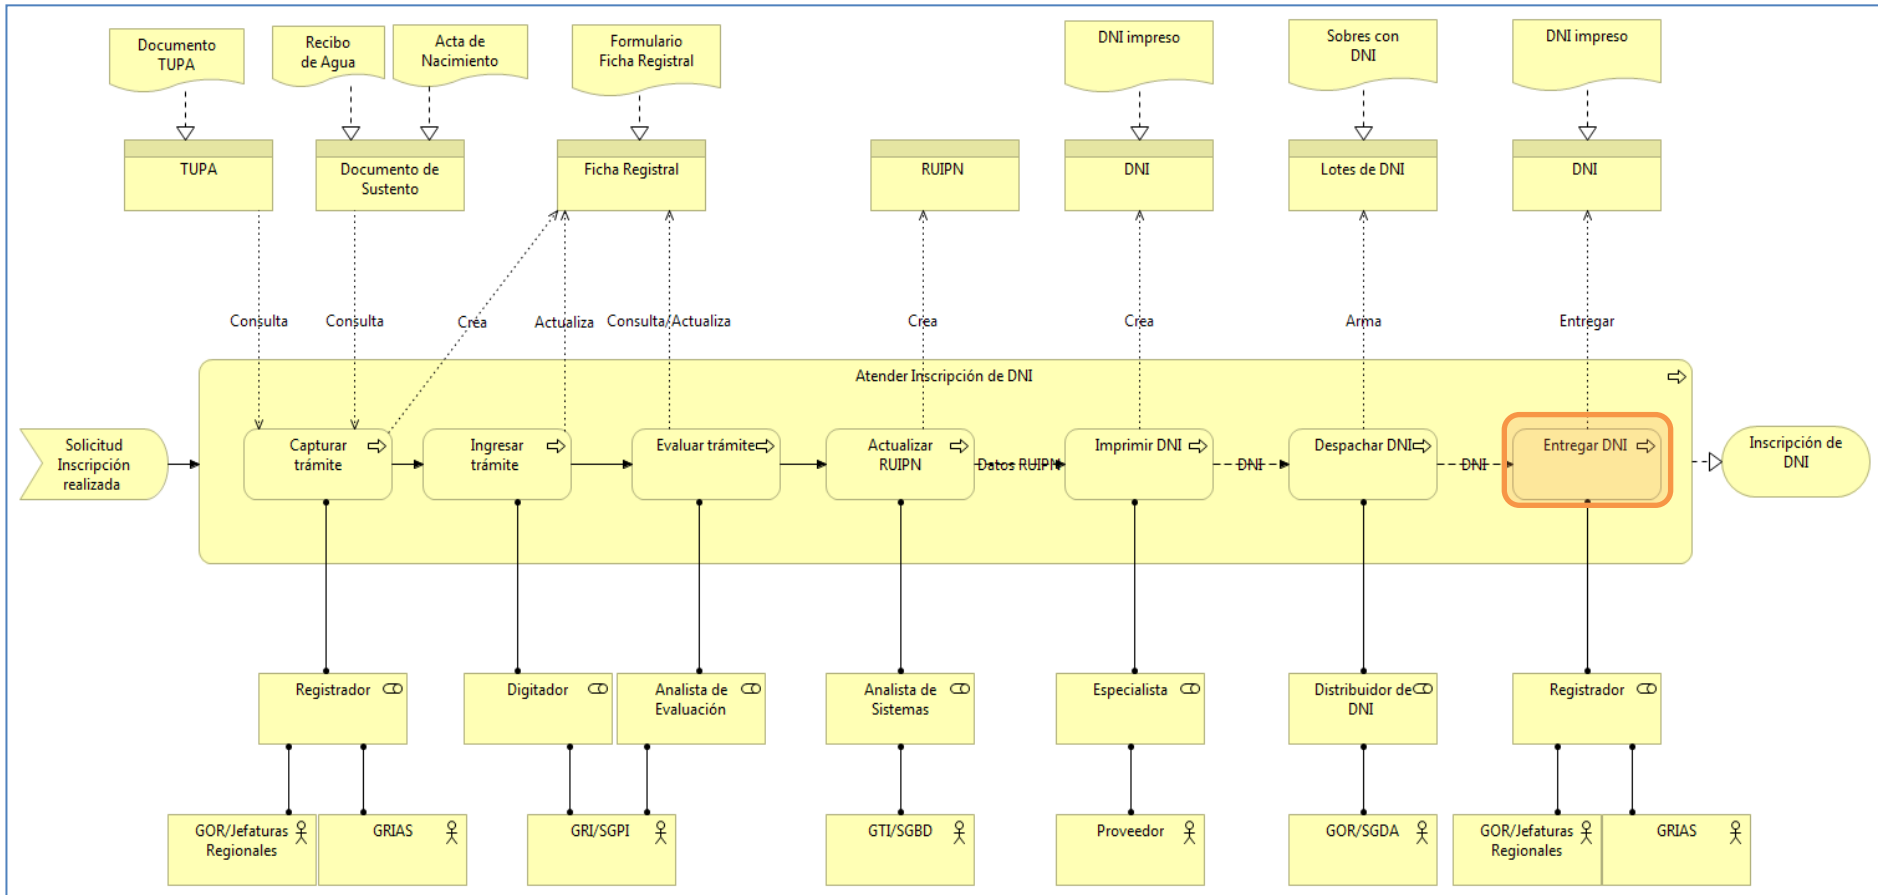 Documento
TUPA
Recibo
de Agua
Acta de
Nacimiento
Formulario
Ficha Registral
DNI impreso
Sobres con
DNI
DNI impreso
TUPA
Documento de
Sustento
Ficha Registral
RUIPN
DNI
Lotes de DNI
DNI
Consulta
Consulta
Crea
Actualiza
Consulta/Actualiza
Crea
Crea
Arma
Entregar
Atender Inscripción de DNI
Solicitud
Inscripción
realizada
Capturar
trámite
Ingresar
trámite
Evaluar trámite
Actualizar
RUIPN
Datos RUIPN
Imprimir DNI
DNI
Despachar DNI
DNI
Entregar DNI
Inscripción de
DNI
Registrador
Digitador
Analista de
Evaluación
Analista de
Sistemas
Especialista
Distribuidor de
DNI
Registrador
GOR/Jefaturas
Regionales
GRIAS
GRI/SGPI
GTI/SGBD
Proveedor
GOR/SGDA
GOR/Jefaturas
Regionales
GRIAS